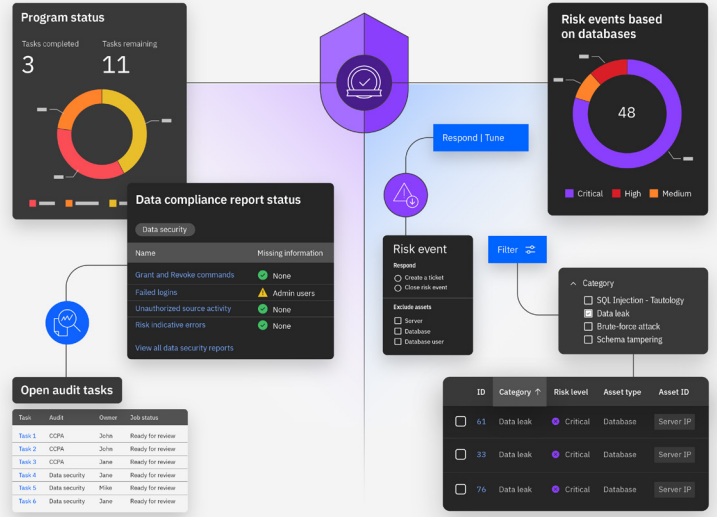 Program status
Tasks completed
Tasks remaining
3
11
Risk events based
on databases
48
Critical
High
Medium
Respond | Tune
Data compliance report status
Data security
Name
Missing information
Grant and Revoke commands
None
Failed logins
Admin users
Unauthorized source activity
None
Risk indicative errors
None
View all data security reports
Risk event
Respond
Create a ticket
Close risk event
Exclude assets
Server
Database
Database user
Filter
Category
SQL Injection - Tautology
Data leak
Brute-force attack
Schema tampering
Open audit tasks
Task Audit Owner Job status
Task 1 CCPA John Ready for review
Task 2 CCPA John Ready for review
Task 3 CCPA Jane Ready for review
Task 4 Data security Jane Ready for review
Task 5 Data security Mike Ready for review
Task 6 Data security Jane Ready for review
ID Category ↑ Risk level Asset type Asset ID
61 Data leak Critical Database Server IP
33 Data leak Critical Database Server IP
76 Data leak Critical Database Server IP